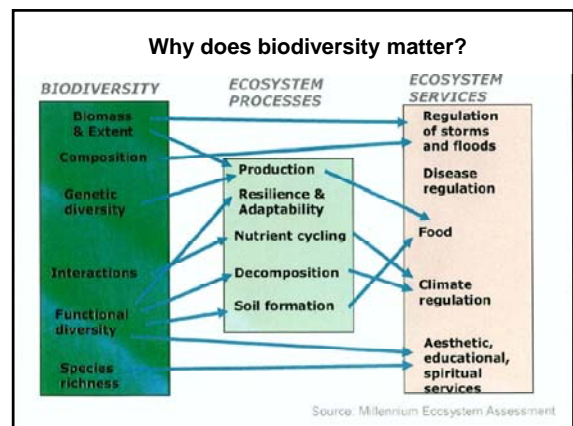 Why does biodiversity matter?
BIODIVERSITY
Biomass
& Extent
Composition
Genetic
diversity
Interactions
Functional
diversity
Species
richness
ECOSYSTEM
PROCESSES
Production
Resilience &
Adaptability
Nutrient cycling
Decomposition
Soil formation
ECOSYSTEM
SERVICES
Regulation
of storms
and floods
Disease
regulation
Food
Climate
regulation
Aesthetic,
educational,
spiritual
services
Source: Millennium Ecosystem Assessment